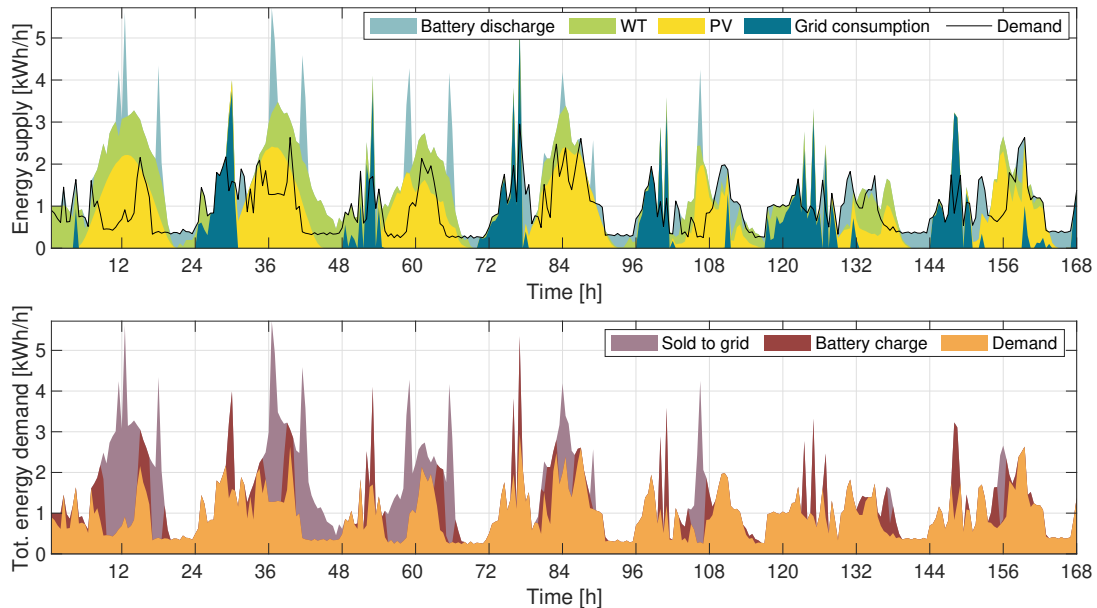 Battery discharge WT PV Grid consumption Demand
Energy supply [kWh/h]
5
4
3
2
1
0
12 24 36 48 60 72 84 96 108 120 132 144 156 168
Time [h]
Sold to grid Battery charge Demand
Tot. energy demand [kWh/h]
5
4
3
2
1
0
12 24 36 48 60 72 84 96 108 120 132 144 156 168
Time [h]